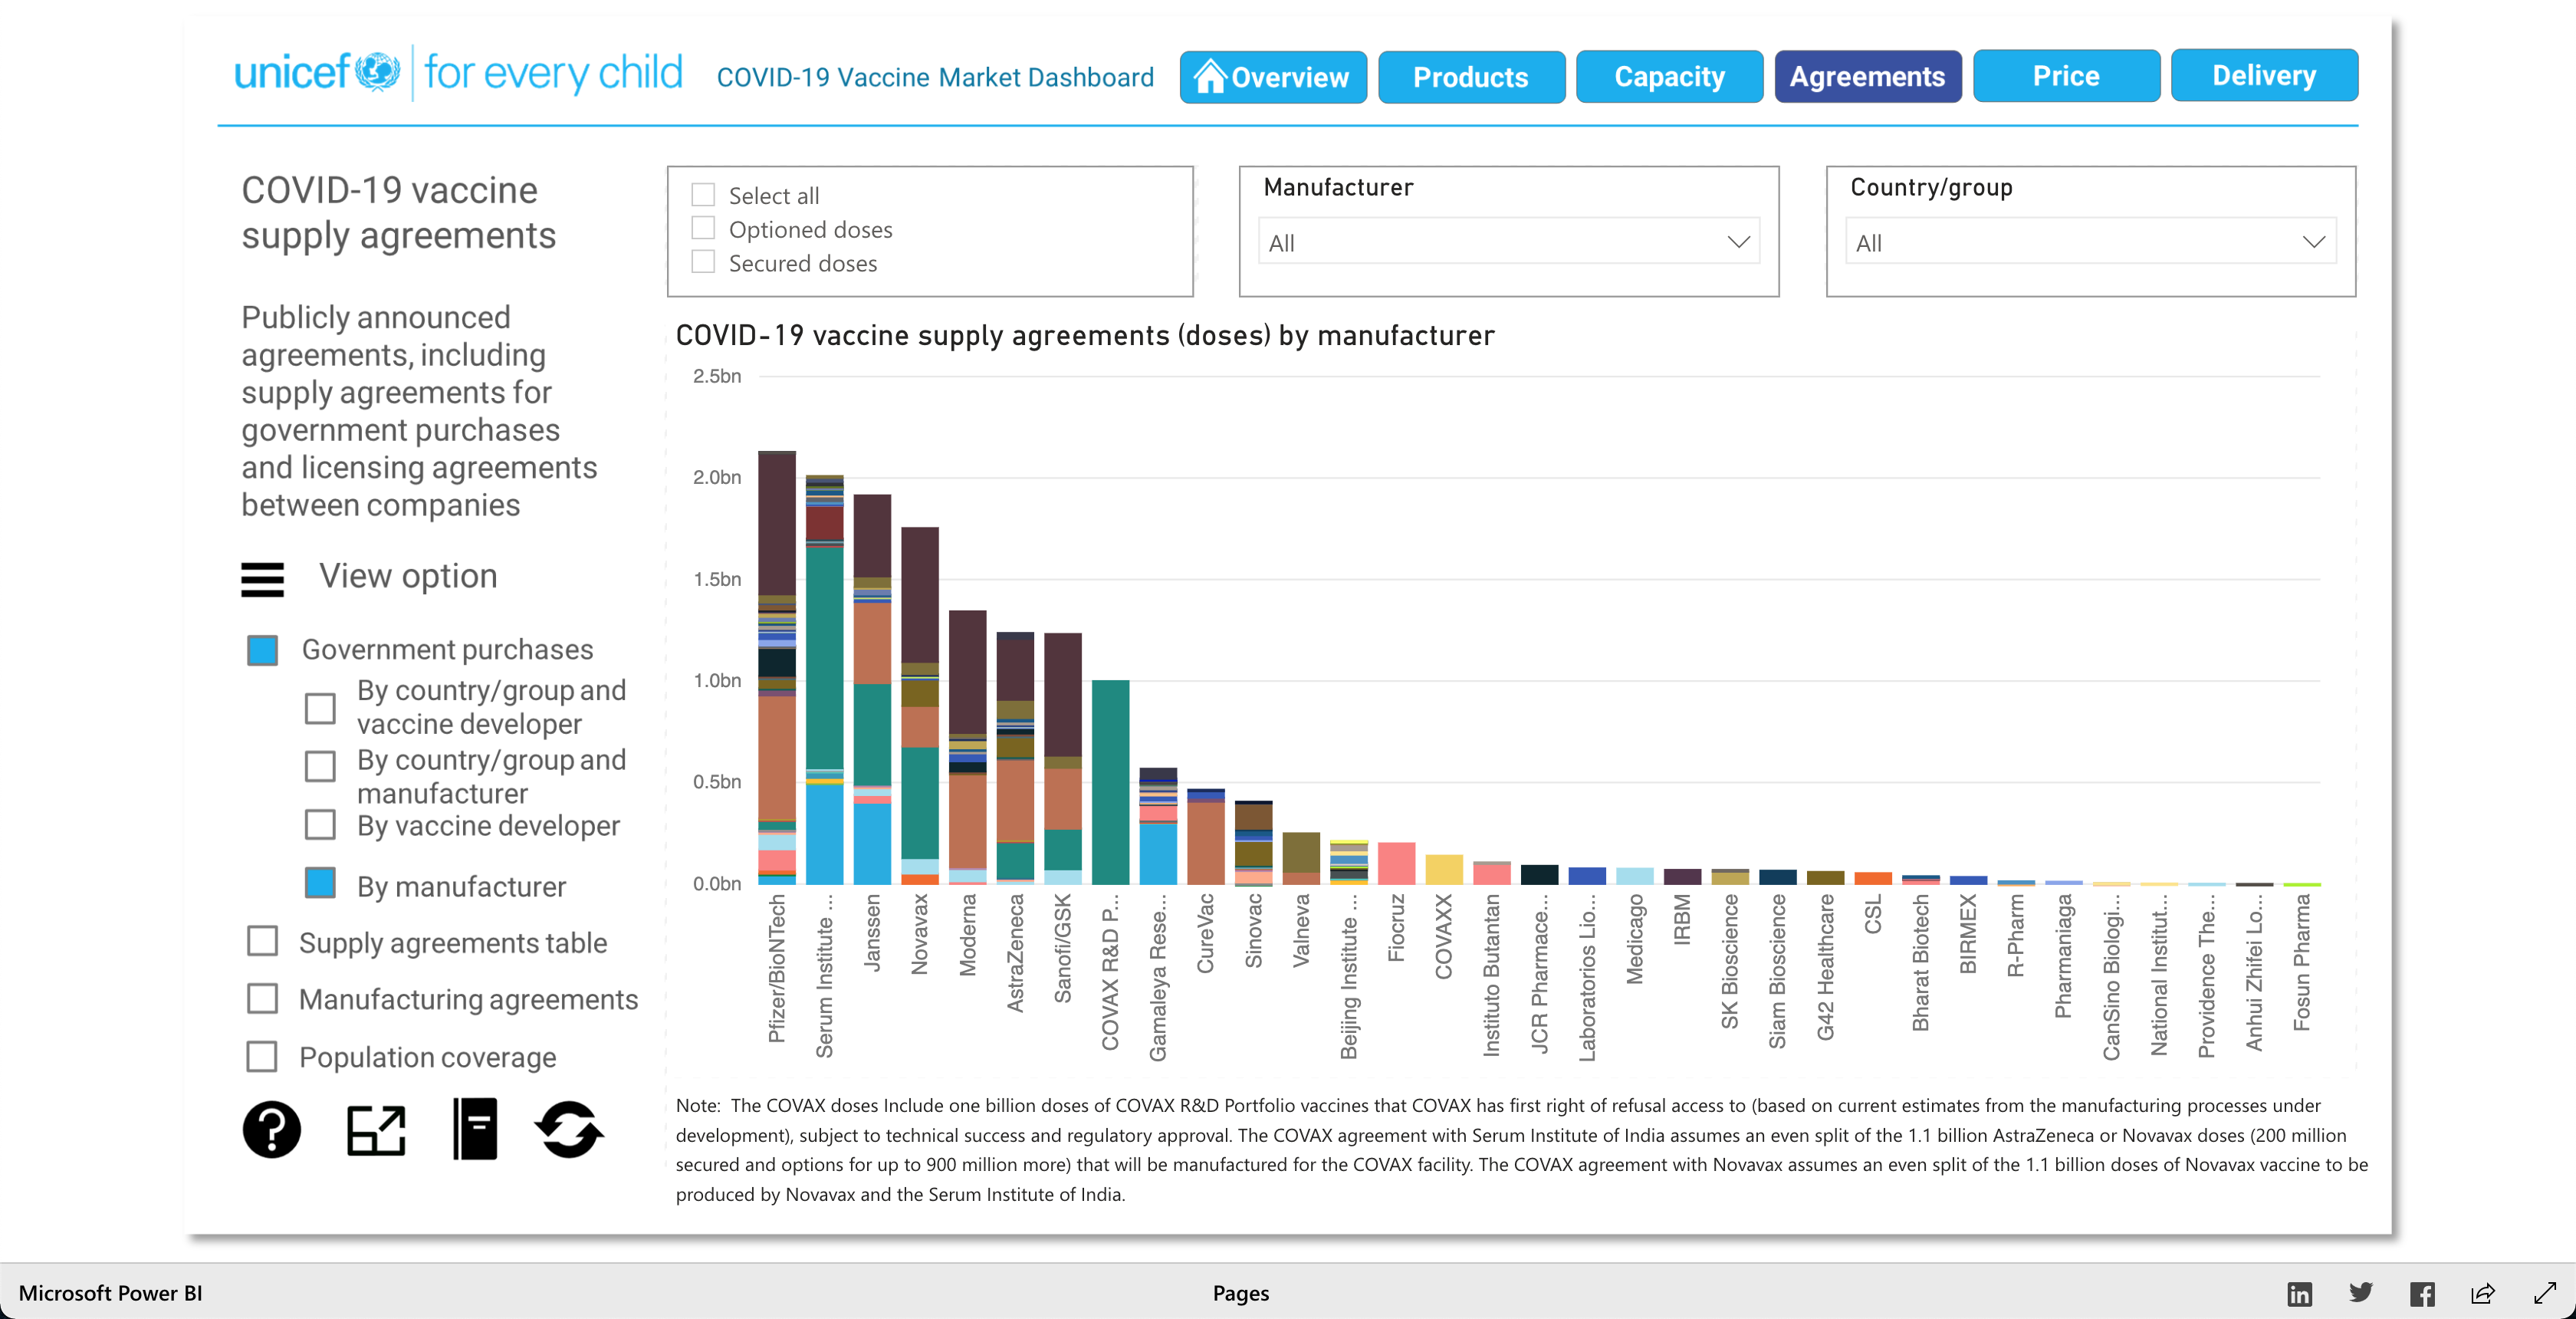 unicef for every child
COVID-19 Vaccine Market Dashboard
Overview
Products
Capacity
Agreements
Price
Delivery
COVID-19 vaccine
supply agreements
Publicly announced
agreements, including
supply agreements for
government purchases
and licensing agreements
between companies
View option
Government purchases
By country/group and
vaccine developer
By country/group and
manufacturer
By vaccine developer
By manufacturer
Supply agreements table
Manufacturing agreements
Population coverage
Select all
Optioned doses
Secured doses
Manufacturer
All
Country/group
All
COVID-19 vaccine supply agreements (doses) by manufacturer
2.5bn
2.0bn
1.5bn
1.0bn
0.5bn
0.0bn
Pfizer/BioNTech
Serum Institute ...
Janssen
Novavax
Moderna
AstraZeneca
Sanofi/GSK
COVAX R&D P...
Gamaleya Rese...
CureVac
Sinovac
Valneva
Beijing Institute ...
Fiocruz
COVAXX
Instituto Butantan
JCR Pharmace...
Laboratorios Lio...
Medicago
IRBM
SK Bioscience
Siam Bioscience
G42 Healthcare
CSL
Bharat Biotech
BIRMEX
R-Pharm
Pharmaniaga
CanSino Biologi...
National Institut...
Providence The...
Anhui Zhifei Lo...
Fosun Pharma
Note: The COVAX doses Include one billion doses of COVAX R&D Portfolio vaccines that COVAX has first right of refusal access to (based on current estimates from the manufacturing processes under
development), subject to technical success and regulatory approval. The COVAX agreement with Serum Institute of India assumes an even split of the 1.1 billion AstraZeneca or Novavax doses (200 million
secured and options for up to 900 million more) that will be manufactured for the COVAX facility. The COVAX agreement with Novavax assumes an even split of the 1.1 billion doses of Novavax vaccine to be
produced by Novavax and the Serum Institute of India.
Microsoft Power BI
Pages